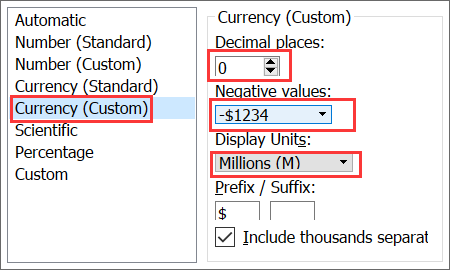 Automatic
Number (Standard)
Number (Custom)
Currency (Standard)
Currency (Custom)
Scientific
Percentage
Custom
Currency (Custom)
Decimal places:
0
Negative values:
-$1234
Display Units:
Millions (M)
Prefix / Suffix:
$
Include thousands separat